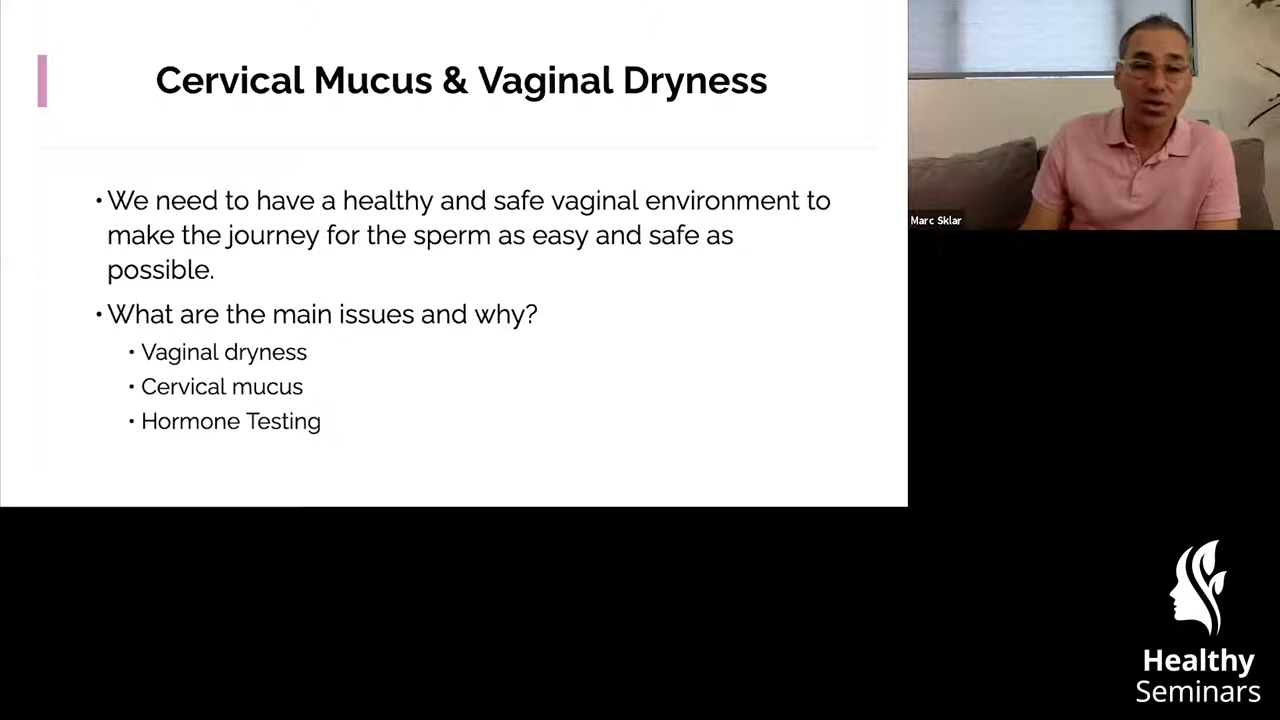 Cervical Mucus & Vaginal Dryness
• We need to have a healthy and safe vaginal environment to
make the journey for the sperm as easy and safe as
possible.
• What are the main issues and why?
• Vaginal dryness
• Cervical mucus
• Hormone Testing
Marc Sklar
Healthy
Seminars